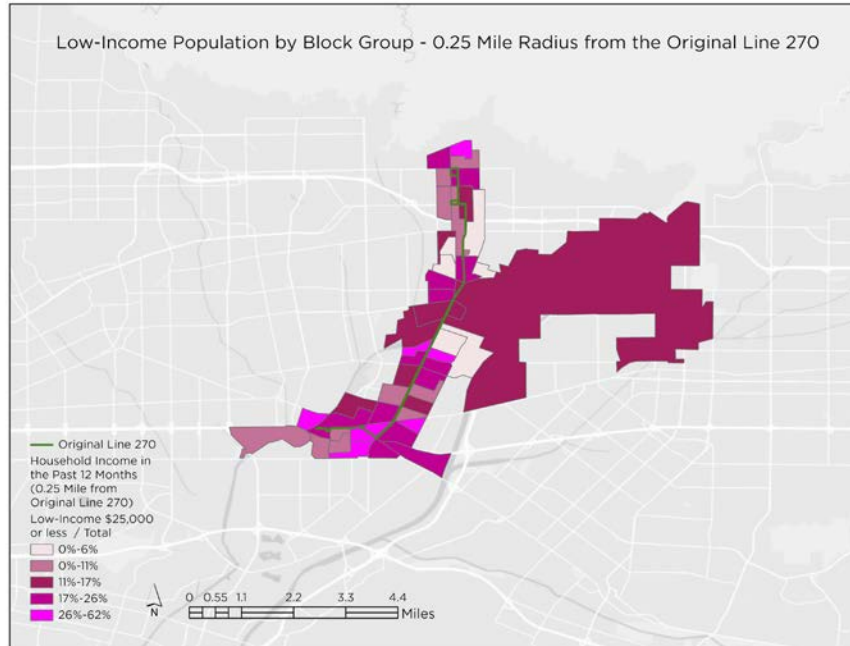 Low-Income Population by Block Group - 0.25 Mile Radius from the Original Line 270
Original Line 270
Household Income in
the Past 12 Months
(0.25 Mile from
Original Line 270)
Low-Income $25,000
or less / Total
0%-6%
0%-11%
11%-17%
17%-26%
26%-62%
N
0 0.55 1.1 2.2 3.3 4.4
Miles